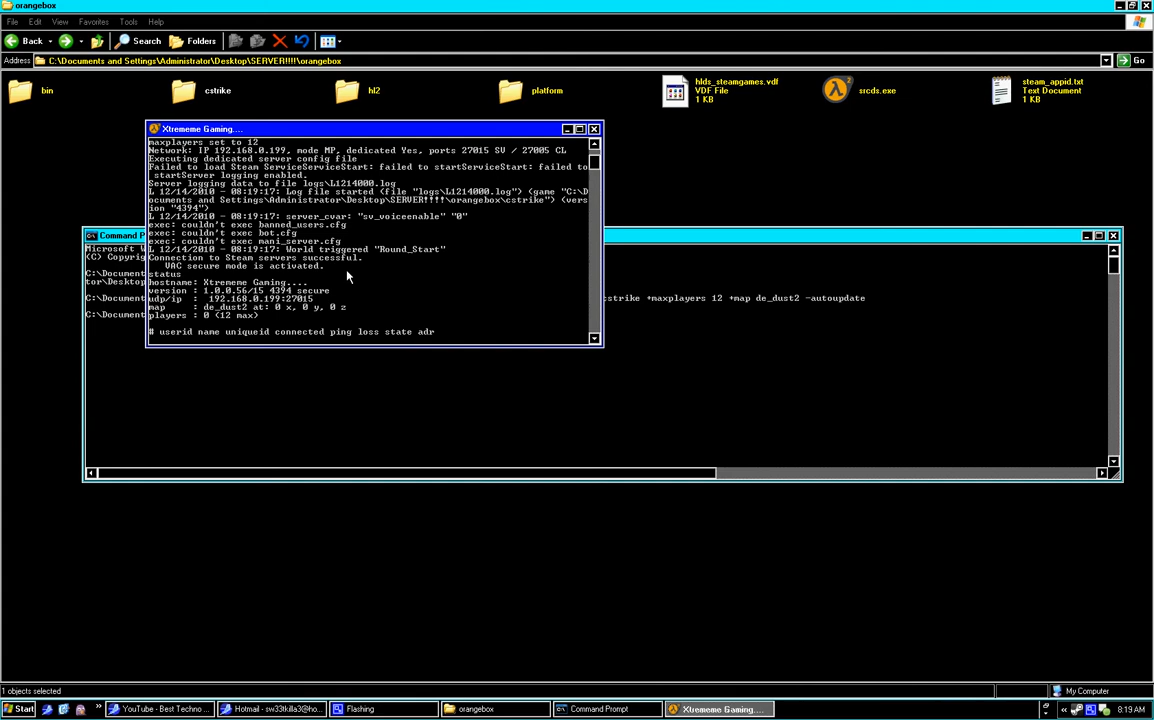 orangebox
File Edit View Favorites Tools Help
Back Search Folders
Address C:\Documents and Settings\Administrator\Desktop\SERVER!!!!\orangebox Go
bin cstrike hl2 platform
hlds_steamgames.vdf
VDF File
1 KB
srcds.exe
steam_appid.txt
Text Document
1 KB
Xtrememe Gaming....
maxplayers set to 12
Network: IP 192.168.0.199, mode MP, dedicated Yes, ports 27015 SV / 27005 CL
Executing dedicated server config file
Failed to load Steam ServiceServiceStart: failed to startServiceStart: failed to
startServer logging enabled.
Server logging data to file logs\L1214000.log
L 12/14/2010 - 08:19:17: Log file started (file "logs\L1214000.log") (game "C:\D
ocuments and Settings\Administrator\Desktop\SERVER!!!!\orangebox\cstrike") (vers
ion "4394")
L 12/14/2010 - 08:19:17: server_cvar: "sv_voiceenable" "0"
exec: couldn't exec banned_users.cfg
exec: couldn't exec bot.cfg
exec: couldn't exec mani_server.cfg
L 12/14/2010 - 08:19:17: World triggered "Round_Start"
Connection to Steam servers successful.
VAC secure mode is activated.
status
hostname: Xtrememe Gaming....
version : 1.0.0.56/15 4394 secure
udp/ip : 192.168.0.199:27015
map : de_dust2 at: 0 x, 0 y, 0 z
players : 0 (12 max)
# userid name uniqueid connected ping loss state adr
Command P
Microsoft W
(C) Copyrig
C:\Document
tor\Desktop
C:\Document cstrike +maxplayers 12 +map de_dust2 -autoupdate
C:\Document
1 objects selected My Computer
Start » YouTube - Best Techno ... Hotmail - sw33tkilla3@ho... Flashing orangebox Command Prompt Xtrememe Gaming.... « 8:19 AM